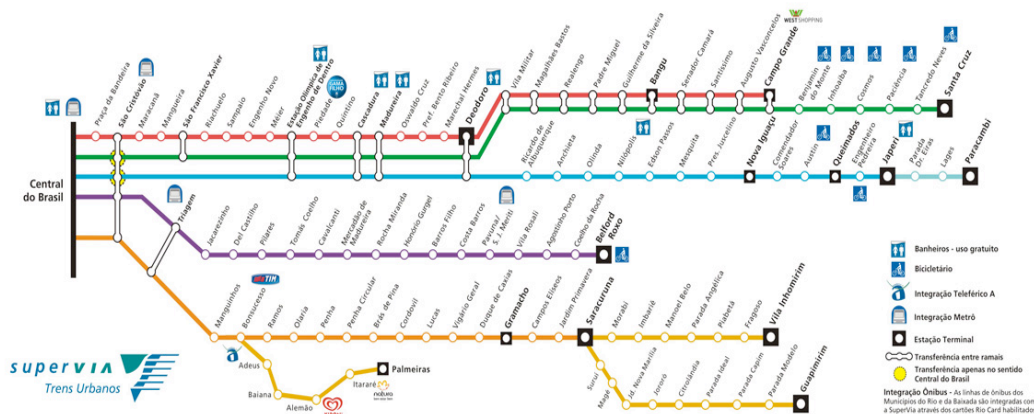 WEST SHOPPING
Praça da Bandeira
São Cristóvão
Maracanã
Mangueira
São Francisco Xavier
Riachuelo
Sampaio
Engenho Novo
Méier
Estação Olímpica de
Engenho de Dentro
Piedade
GAMA
FILHO
Quintino
Cascadura
Madureira
Oswaldo Cruz
Pref. Bento Ribeiro
Marechal Hermes
Deodoro
Vila Militar
Magalhães Bastos
Realengo
Padre Miguel
Guilherme da Silveira
Bangu
Senador Camará
Santíssimo
Augusto Vasconcelos
Campo Grande
Benjamin
do Monte
Inhoaíba
Cosmos
Paciência
Tancredo Neves
Santa Cruz
Central
do Brasil
Ricardo de
Albuquerque
Anchieta
Olinda
Nilópolis
Edson Passos
Mesquita
Pres. Juscelino
Nova Iguaçu
Comendador
Soares
Austin
Queimados
Engenheiro
Pedreira
Japeri
Parada
Dr. Eiras
Lages
Paracambi
Triagem
Jacarezinho
Del Castilho
Pilares
Tomás Coelho
Cavalcanti
Mercadão de
Madureira
Rocha Miranda
Honório Gurgel
Barros Filho
Costa Barros
Pavuna/
S. J. Meriti
Vila Rosali
Agostinho Porto
Coelho da Rocha
Belford
Roxo
TIM
Manguinhos
Bonsucesso
Ramos
Olaria
Penha
Penha Circular
Brás de Pina
Cordovil
Lucas
Vigário Geral
Duque de Caxias
Gramacho
Campos Elíseos
Jardim Primavera
Saracuruna
Morabi
Imbariê
Manoel Belo
Parada Angélica
Piabetá
Fragoso
Vila Inhomirim
Suruí
Magé
Jd. Nova Marília
Iororó
Citrolândia
Parada Ideal
Parada Capim
Parada Modelo
Guapimirim
Adeus
Baiana
Alemão
Itararé
natura
Palmeiras
superVIA
Trens Urbanos
Banheiros - uso gratuito
Bicicletário
Integração Teleférico A
Integração Metrô
Estação Terminal
Transferência entre ramais
Transferência apenas no sentido
Central do Brasil
Integração Ônibus - As linhas de ônibus dos
Municípios do Rio e da Baixada são integradas com
a SuperVia através dos cartões Rio Card habilita